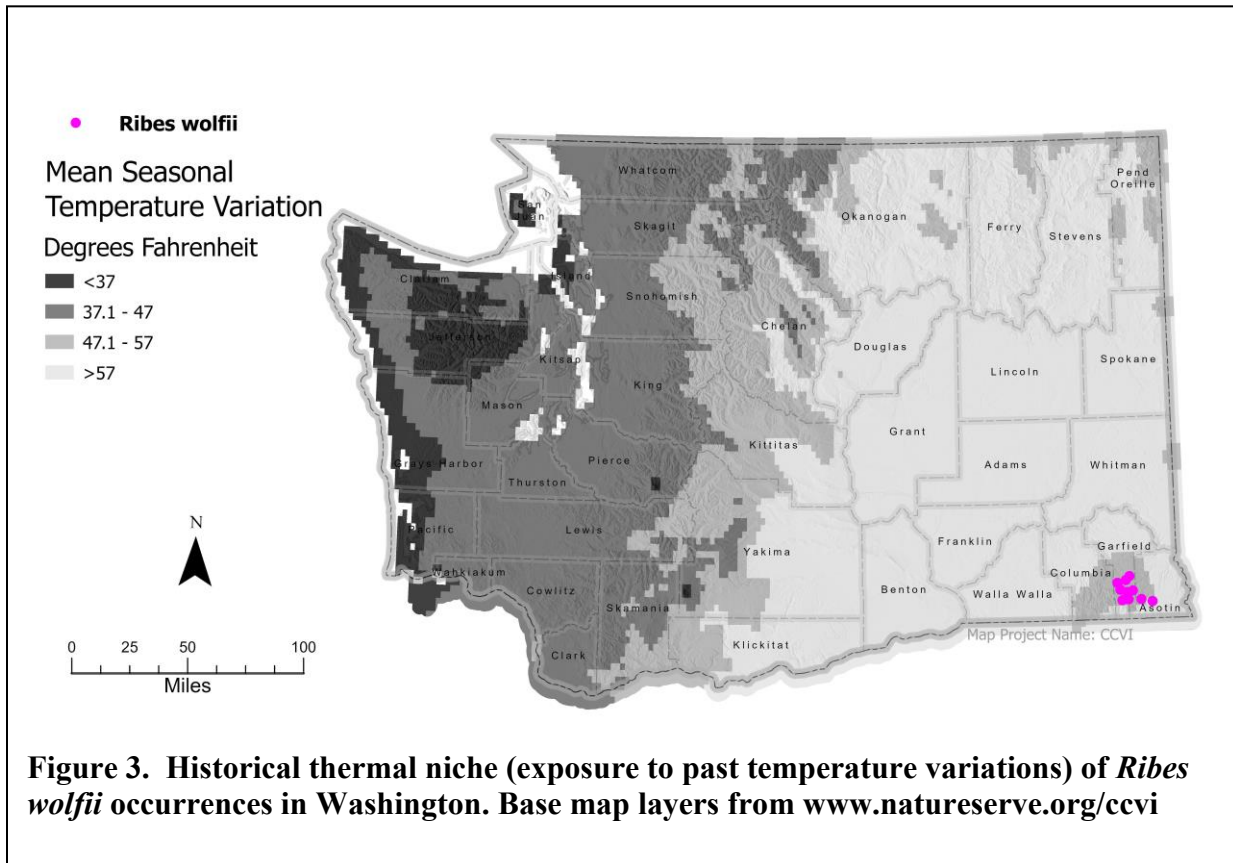 Ribes wolfii
Mean Seasonal
Temperature Variation
Degrees Fahrenheit
<37
37.1 - 47
47.1 - 57
>57
Whatcom
San
Juan
Skagit
Okanogan
Ferry
Stevens
Pend
Oreille
Clallam
Island
Snohomish
Chelan
Jefferson
Kitsap
King
Douglas
Lincoln
Spokane
Mason
Grays Harbor
Pierce
Kittitas
Grant
Adams
Whitman
Thurston
Pacific
Lewis
Yakima
Franklin
Garfield
Wahkiakum
Cowlitz
Skamania
Benton
Walla Walla
Columbia
Asotin
Clark
Klickitat
Map Project Name: CCVI
N
0 50 100
Miles
Figure 3. Historical thermal niche (exposure to past temperature variations) of Ribes
wolfii occurrences in Washington. Base map layers from www.natureserve.org/ccvi